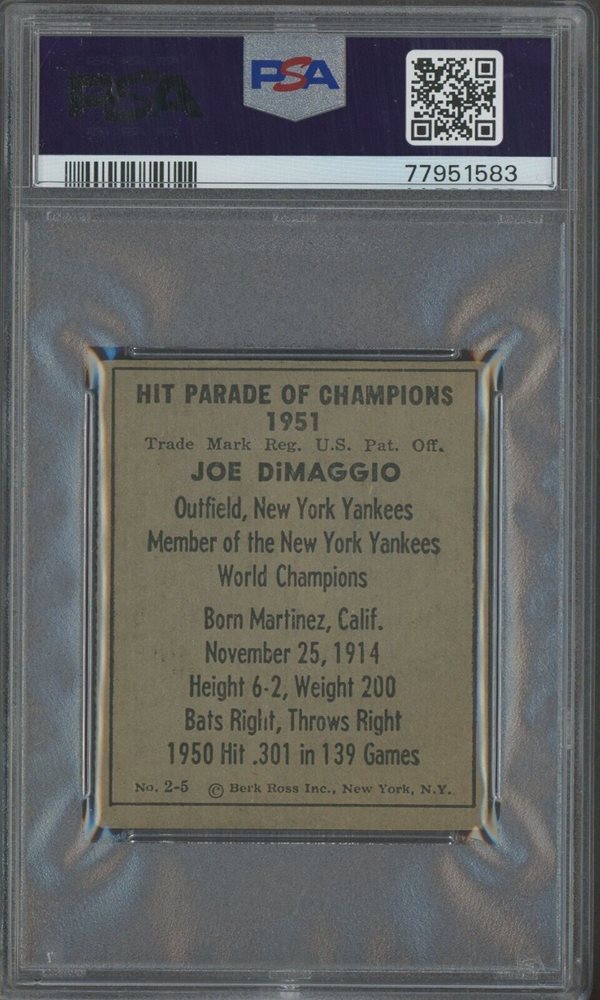 PSA
PSA
77951583
HIT PARADE OF CHAMPIONS
1951
Trade Mark Reg. U.S. Pat. Off.
JOE DiMAGGIO
Outfield, New York Yankees
Member of the New York Yankees
World Champions
Born Martinez, Calif.
November 25, 1914
Height 6-2, Weight 200
Bats Right, Throws Right
1950 Hit .301 in 139 Games
No. 2-5 © Berk Ross Inc., New York, N.Y.